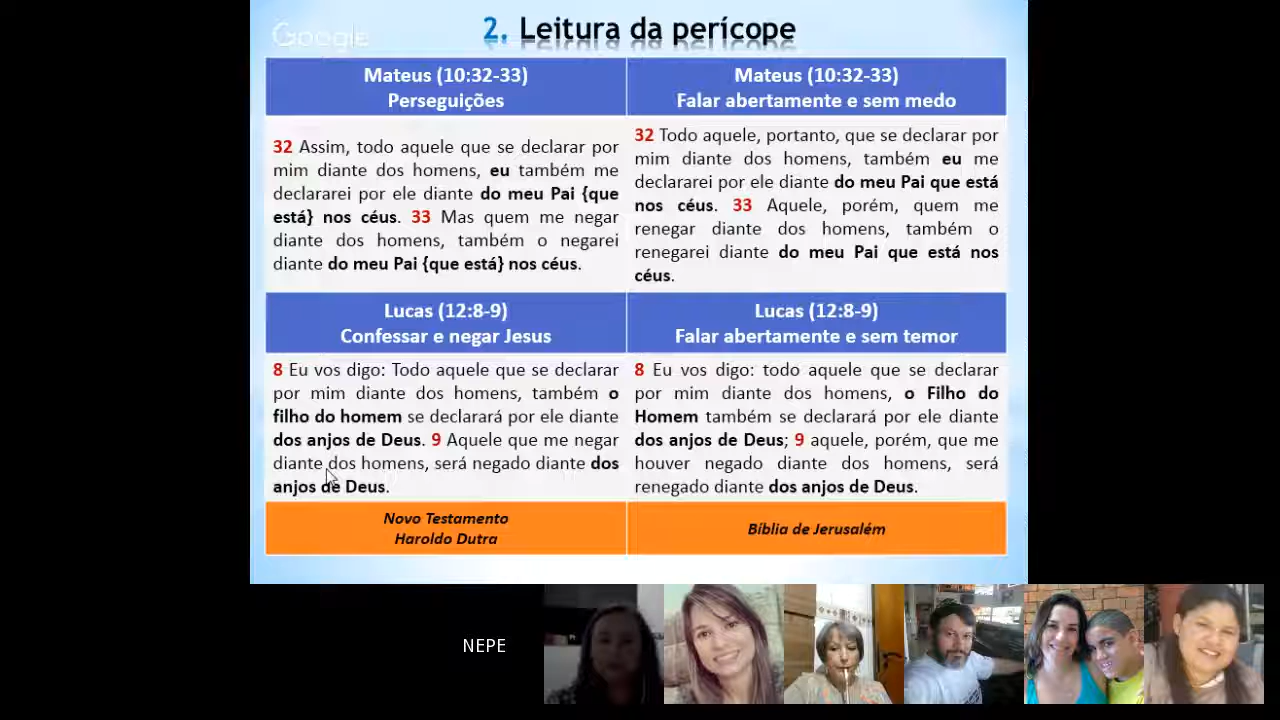 Google
2. Leitura da perícope
Mateus (10:32-33)
Perseguições
Mateus (10:32-33)
Falar abertamente e sem medo
32 Assim, todo aquele que se declarar por
mim diante dos homens, eu também me
declararei por ele diante do meu Pai {que
está} nos céus. 33 Mas quem me negar
diante dos homens, também o negarei
diante do meu Pai {que está} nos céus.
32 Todo aquele, portanto, que se declarar por
mim diante dos homens, também eu me
declararei por ele diante do meu Pai que está
nos céus. 33 Aquele, porém, quem me
renegar diante dos homens, também o
renegarei diante do meu Pai que está nos
céus.
Lucas (12:8-9)
Confessar e negar Jesus
Lucas (12:8-9)
Falar abertamente e sem temor
8 Eu vos digo: Todo aquele que se declarar
por mim diante dos homens, também o
filho do homem se declarará por ele diante
dos anjos de Deus. 9 Aquele que me negar
diante dos homens, será negado diante dos
anjos de Deus.
8 Eu vos digo: todo aquele que se declarar
por mim diante dos homens, o Filho do
Homem também se declarará por ele diante
dos anjos de Deus; 9 aquele, porém, que me
houver negado diante dos homens, será
renegado diante dos anjos de Deus.
Novo Testamento
Haroldo Dutra
Bíblia de Jerusalém
NEPE